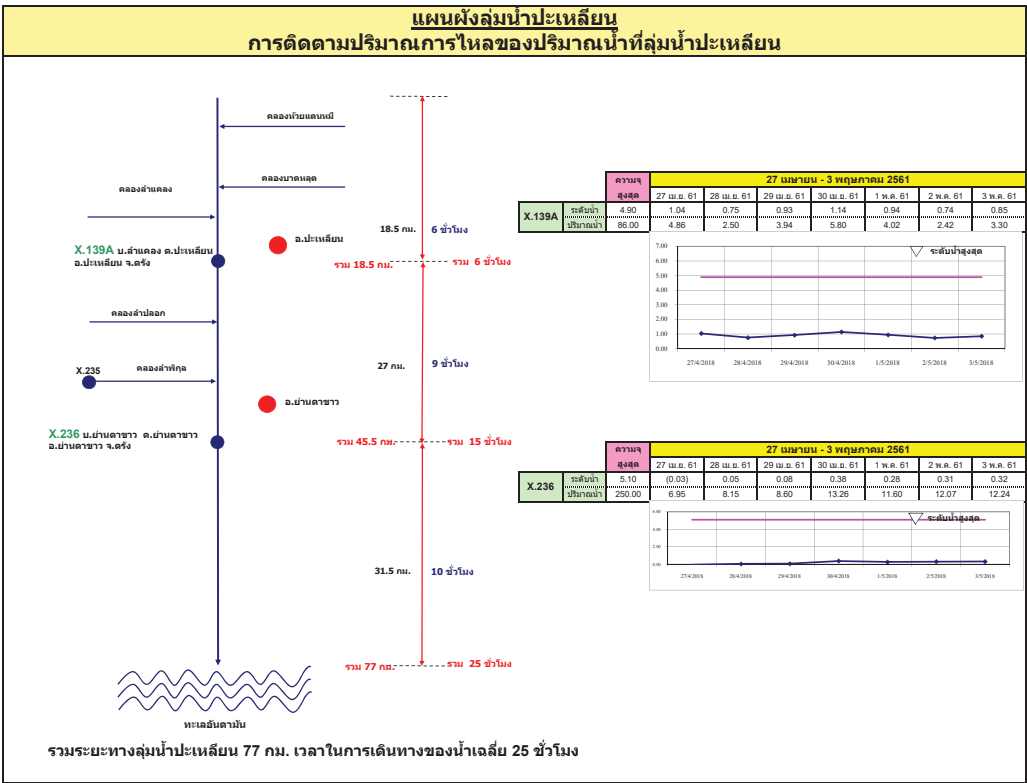 แผนผังลุ่มน้ำปะเหลียน
การติดตามปริมาณการไหลของปริมาณน้ำที่ลุ่มน้ำปะเหลียน
คลองห้วยแดนหมี
คลองบาดหลุด
คลองลำแคลง
อ.ปะเหลียน
18.5 กม.
6 ชั่วโมง
X.139A บ.ลำแคลง ต.ปะเหลียน
อ.ปะเหลียน จ.ตรัง
รวม 18.5 กม.
รวม 6 ชั่วโมง
คลองลำปลอก
X.235
คลองลำพิกุล
27 กม.
9 ชั่วโมง
อ.ย่านตาขาว
X.236 บ.ย่านตาขาว ต.ย่านตาขาว
อ.ย่านตาขาว จ.ตรัง
รวม 45.5 กม.
รวม 15 ชั่วโมง
31.5 กม.
10 ชั่วโมง
รวม 77 กม.
รวม 25 ชั่วโมง
ทะเลอันดามัน
รวมระยะทางลุ่มน้ำปะเหลียน 77 กม. เวลาในการเดินทางของน้ำเฉลี่ย 25 ชั่วโมง
ความจุ 27 เมษายน - 3 พฤษภาคม 2561
สูงสุด 27 เม.ย. 61 28 เม.ย. 61 29 เม.ย. 61 30 เม.ย. 61 1 พ.ค. 61 2 พ.ค. 61 3 พ.ค. 61
X.139A
ระดับน้ำ 4.90 1.04 0.75 0.93 1.14 0.94 0.74 0.85
ปริมาณน้ำ 86.00 4.86 2.50 3.94 5.80 4.02 2.42 3.30
ระดับน้ำสูงสุด
7.00
6.00
5.00
4.00
3.00
2.00
1.00
0.00
27/4/2018 28/4/2018 29/4/2018 30/4/2018 1/5/2018 2/5/2018 3/5/2018
ความจุ 27 เมษายน - 3 พฤษภาคม 2561
สูงสุด 27 เม.ย. 61 28 เม.ย. 61 29 เม.ย. 61 30 เม.ย. 61 1 พ.ค. 61 2 พ.ค. 61 3 พ.ค. 61
X.236
ระดับน้ำ 5.10 (0.03) 0.05 0.08 0.38 0.28 0.31 0.32
ปริมาณน้ำ 250.00 6.95 8.15 8.60 13.26 11.60 12.07 12.24
ระดับน้ำสูงสุด
6.00
4.00
2.00
0.00
27/4/2018 28/4/2018 29/4/2018 30/4/2018 1/5/2018 2/5/2018 3/5/2018